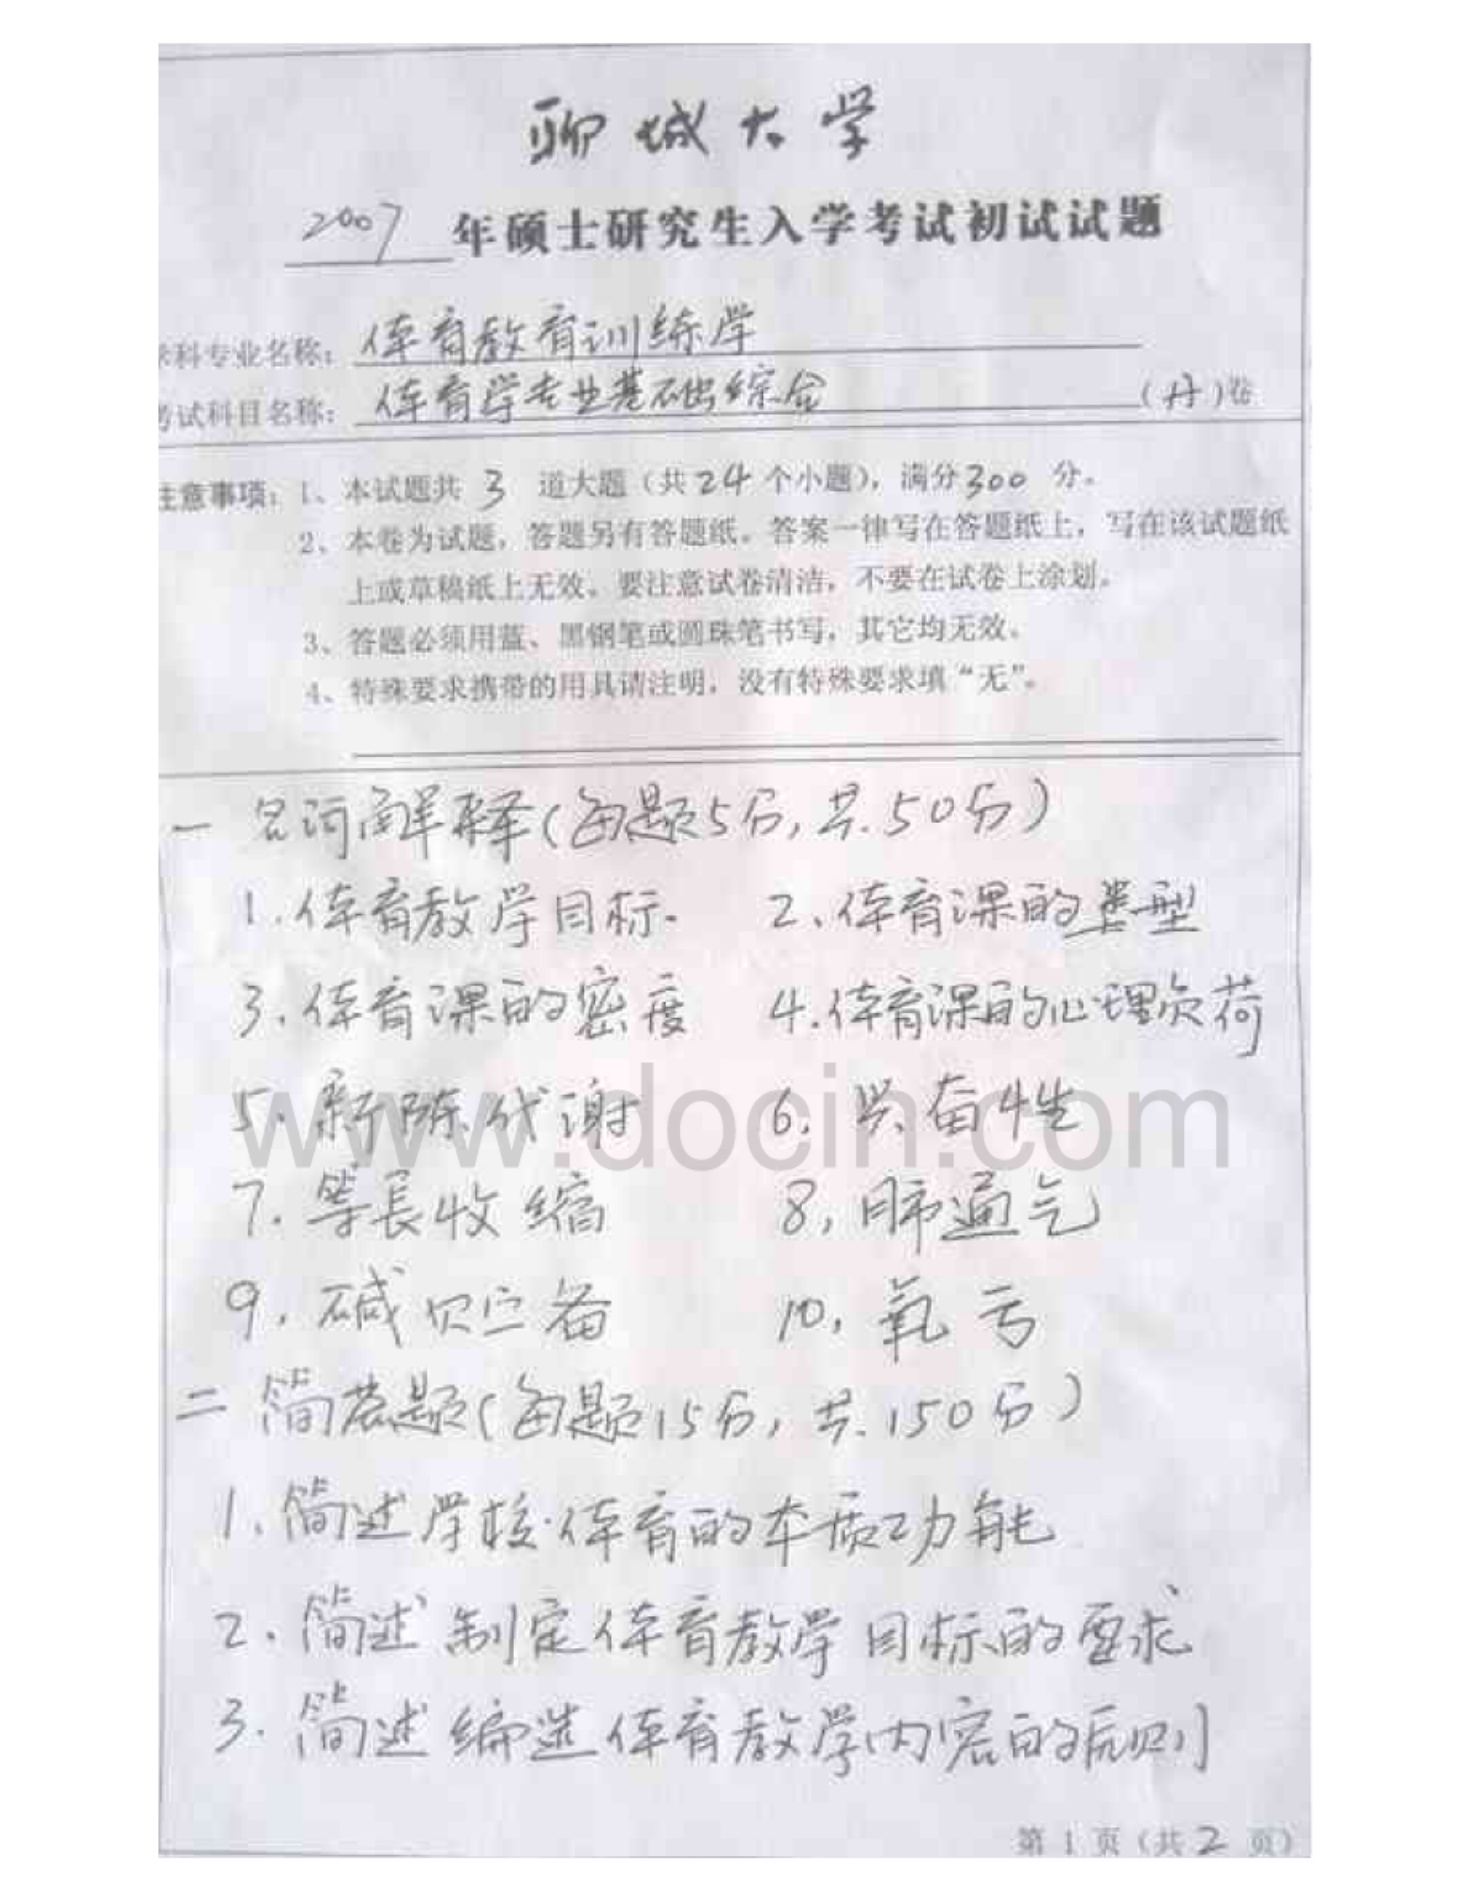 聊城大学
2007 年硕士研究生入学考试初试试题
科专业名称: 体育教育训练学
考试科目名称: 体育学专业基础综合 ( )卷
注意事项: 1、本试题共 3 道大题(共24 个小题), 满分300 分。
2、本卷为试题, 答题另有答题纸。答案一律写在答题纸上, 写在该试题纸
上或草稿纸上无效。要注意试卷清洁, 不要在试卷上涂划。
3、答题必须用蓝、黑钢笔或圆珠笔书写, 其它均无效。
4、特殊要求携带的用具请注明, 没有特殊要求填“无”。
一 名词解释(每题5分, 共50分)
1. 体育教学目标. 2、体育课的类型
3. 体育课的密度 4. 体育课的心理负荷
5. 新陈代谢 6. 兴奋性
7. 等长收缩 8, 肺通气
9. 碱贮备 10, 氧亏
二 简答题(每题15分, 共150分)
1. 简述学校体育的本质功能
2. 简述制定体育教学目标的要求
3. 简述编选体育教学内容的原则
第 1 页(共2 页)
www.docin.com